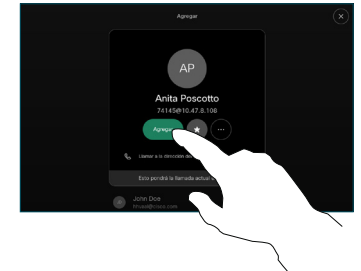 Agregar
AP
Anita Poscotto
74145@10.47.8.108
Agregar
Llamar a la dirección de
Esto pondrá la llamada actual
John Doe